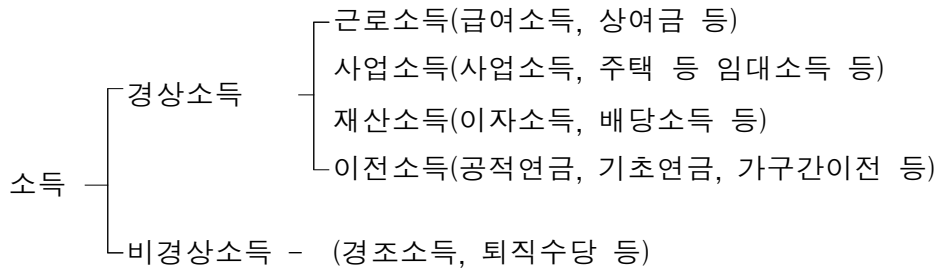 근로소득(급여소득, 상여금 등)
사업소득(사업소득, 주택 등 임대소득 등)
경상소득
재산소득(이자소득, 배당소득 등)
이전소득(공적연금, 기초연금, 가구간이전 등)
소득
비경상소득 - (경조소득, 퇴직수당 등)